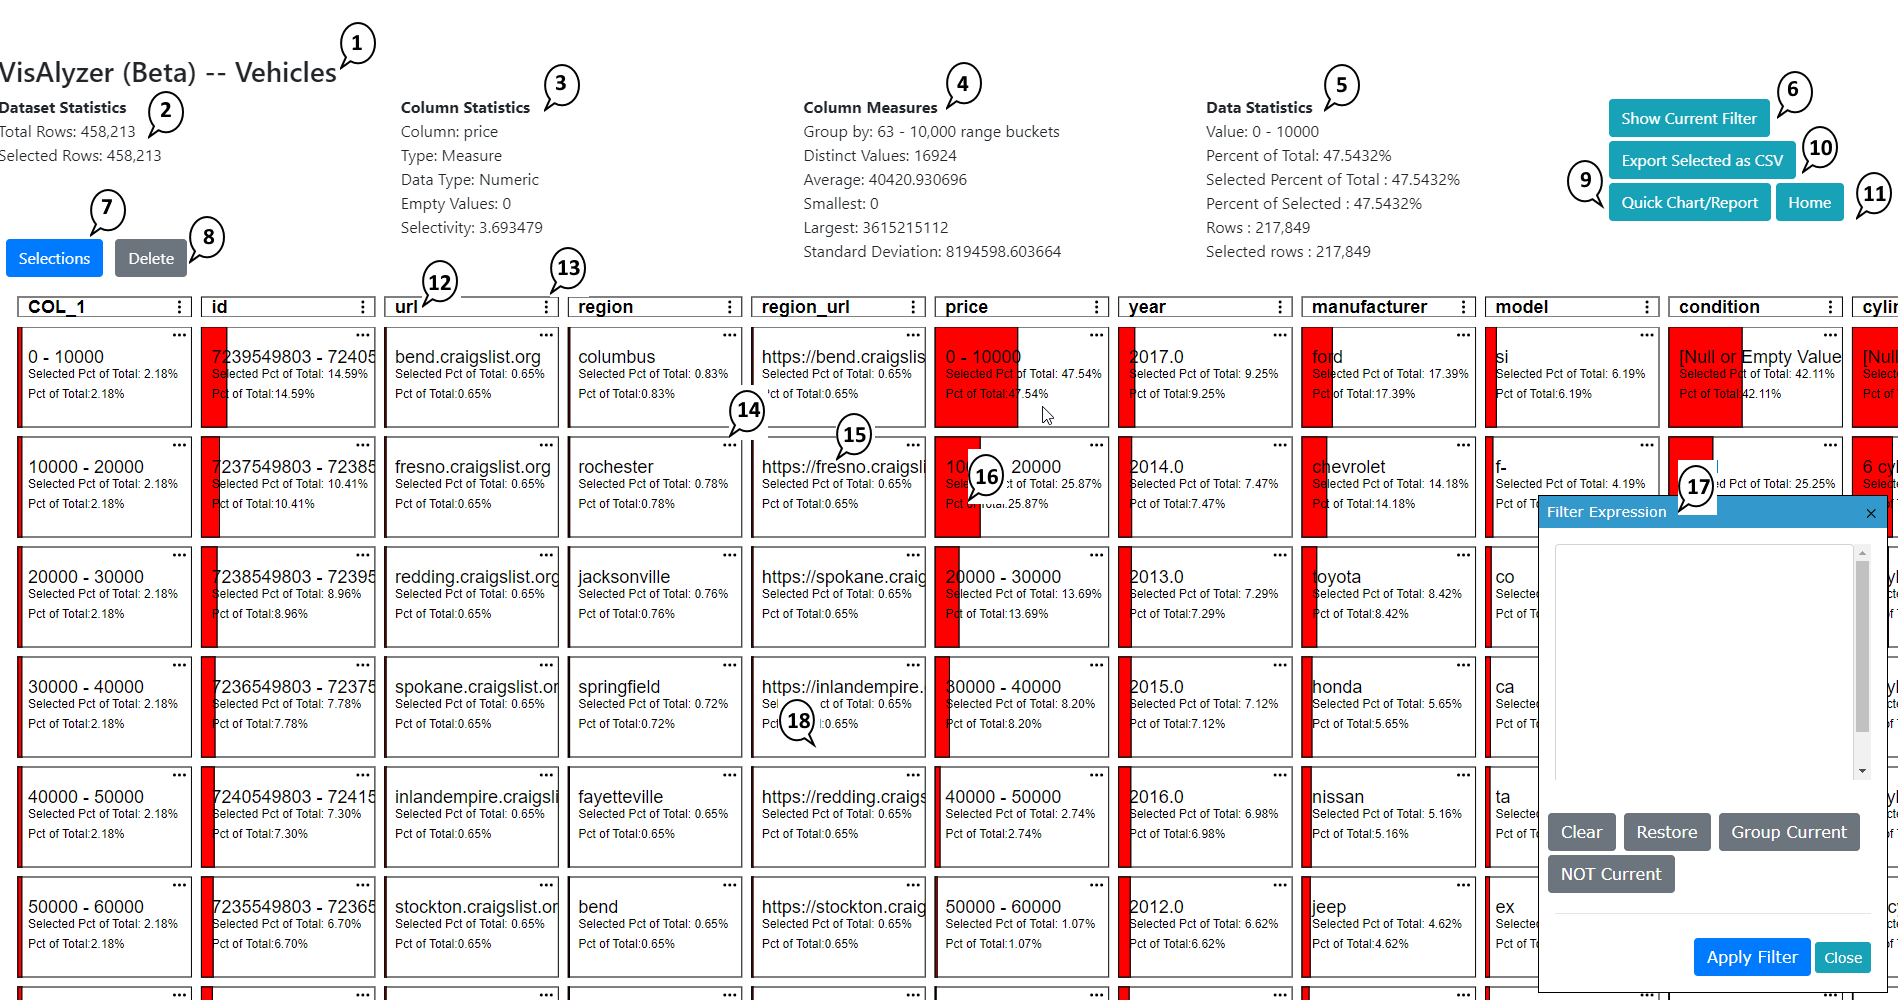 VisAlyzer (Beta) -- Vehicles
1
Dataset Statistics
Total Rows: 458,213
Selected Rows: 458,213
2
Column Statistics
Column: price
Type: Measure
Data Type: Numeric
Empty Values: 0
Selectivity: 3.693479
3
Column Measures
Group by: 63 - 10,000 range buckets
Distinct Values: 16924
Average: 40420.930696
Smallest: 0
Largest: 3615215112
Standard Deviation: 8194598.603664
4
Data Statistics
Value: 0 - 10000
Percent of Total: 47.5432%
Selected Percent of Total : 47.5432%
Percent of Selected : 47.5432%
Rows : 217,849
Selected rows : 217,849
5
Show Current Filter
6
Export Selected as CSV
10
9
Quick Chart/Report
Home
11
7
Selections
Delete
8
12
13
COL_1
id
url
region
region_url
price
year
manufacturer
model
condition
cylin
0 - 10000
Selected Pct of Total: 2.18%
Pct of Total:2.18%
7239549803 - 72405
Selected Pct of Total: 14.59%
Pct of Total:14.59%
bend.craigslist.org
Selected Pct of Total: 0.65%
Pct of Total:0.65%
columbus
Selected Pct of Total: 0.83%
Pct of Total:0.83%
https://bend.craigslis
Selected Pct of Total: 0.65%
Pct of Total:0.65%
0 - 10000
Selected Pct of Total: 47.54%
Pct of Total:47.54%
2017.0
Selected Pct of Total: 9.25%
Pct of Total:9.25%
ford
Selected Pct of Total: 17.39%
Pct of Total:17.39%
si
Selected Pct of Total: 6.19%
Pct of Total:6.19%
[Null or Empty Value
Selected Pct of Total: 42.11%
Pct of Total:42.11%
[Null
Selecte
Pct of T
14
15
10000 - 20000
Selected Pct of Total: 2.18%
Pct of Total:2.18%
7237549803 - 72385
Selected Pct of Total: 10.41%
Pct of Total:10.41%
fresno.craigslist.org
Selected Pct of Total: 0.65%
Pct of Total:0.65%
rochester
Selected Pct of Total: 0.78%
Pct of Total:0.78%
https://fresno.craigsli
Selected Pct of Total: 0.65%
Pct of Total:0.65%
16
20000
25.87%
Total:25.87%
2014.0
Selected Pct of Total: 7.47%
Pct of Total:7.47%
chevrolet
Selected Pct of Total: 14.18%
Pct of Total:14.18%
f-
Selected Pct of Total: 4.19%
17
Pct of Total: 25.25%
6 cyl
Selecte
20000 - 30000
Selected Pct of Total: 2.18%
Pct of Total:2.18%
7238549803 - 72395
Selected Pct of Total: 8.96%
Pct of Total:8.96%
redding.craigslist.org
Selected Pct of Total: 0.65%
Pct of Total:0.65%
jacksonville
Selected Pct of Total: 0.76%
Pct of Total:0.76%
https://spokane.craig
Selected Pct of Total: 0.65%
Pct of Total:0.65%
20000 - 30000
Selected Pct of Total: 13.69%
Pct of Total:13.69%
2013.0
Selected Pct of Total: 7.29%
Pct of Total:7.29%
toyota
Selected Pct of Total: 8.42%
Pct of Total:8.42%
co
Selecte
Pct of To
30000 - 40000
Selected Pct of Total: 2.18%
Pct of Total:2.18%
7236549803 - 72375
Selected Pct of Total: 7.78%
Pct of Total:7.78%
spokane.craigslist.or
Selected Pct of Total: 0.65%
Pct of Total:0.65%
springfield
Selected Pct of Total: 0.72%
Pct of Total:0.72%
https://inlandempire.
Se ct of Total: 0.65%
Pct l:0.65%
18
30000 - 40000
Selected Pct of Total: 8.20%
Pct of Total:8.20%
2015.0
Selected Pct of Total: 7.12%
Pct of Total:7.12%
honda
Selected Pct of Total: 5.65%
Pct of Total:5.65%
ca
Selecte
Pct of To
40000 - 50000
Selected Pct of Total: 2.18%
Pct of Total:2.18%
7240549803 - 72415
Selected Pct of Total: 7.30%
Pct of Total:7.30%
inlandempire.craigsli
Selected Pct of Total: 0.65%
Pct of Total:0.65%
fayetteville
Selected Pct of Total: 0.65%
Pct of Total:0.65%
https://redding.craigs
Selected Pct of Total: 0.65%
Pct of Total:0.65%
40000 - 50000
Selected Pct of Total: 2.74%
Pct of Total:2.74%
2016.0
Selected Pct of Total: 6.98%
Pct of Total:6.98%
nissan
Selected Pct of Total: 5.16%
Pct of Total:5.16%
ta
Selecte
Pct of To
50000 - 60000
Selected Pct of Total: 2.18%
Pct of Total:2.18%
7235549803 - 72365
Selected Pct of Total: 6.70%
Pct of Total:6.70%
stockton.craigslist.or
Selected Pct of Total: 0.65%
Pct of Total:0.65%
bend
Selected Pct of Total: 0.65%
Pct of Total:0.65%
https://stockton.craig
Selected Pct of Total: 0.65%
Pct of Total:0.65%
50000 - 60000
Selected Pct of Total: 1.07%
Pct of Total:1.07%
2012.0
Selected Pct of Total: 6.62%
Pct of Total:6.62%
jeep
Selected Pct of Total: 4.62%
Pct of Total:4.62%
ex
Selecte
Pct of To
Filter Expression
Clear
Restore
Group Current
NOT Current
Apply Filter
Close